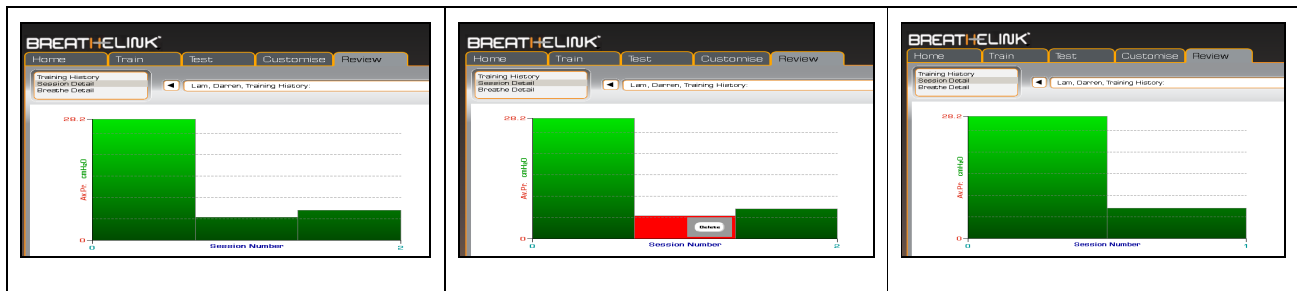 BREATHELINK
Home Train Test Customise Review
Training History
Session Detail
Breathe Detail
Lam, Darren, Training History:
28.2
Av.Pr. cmH₂O
0
0 Session Number 2
BREATHELINK
Home Train Test Customise Review
Training History
Session Detail
Breathe Detail
Lam, Darren, Training History:
28.2
Av.Pr. cmH₂O
Delete
0
0 Session Number 2
BREATHELINK
Home Train Test Customise Review
Training History
Session Detail
Breathe Detail
Lam, Darren, Training History:
28.2
Av.Pr. cmH₂O
0
0 Session Number 1